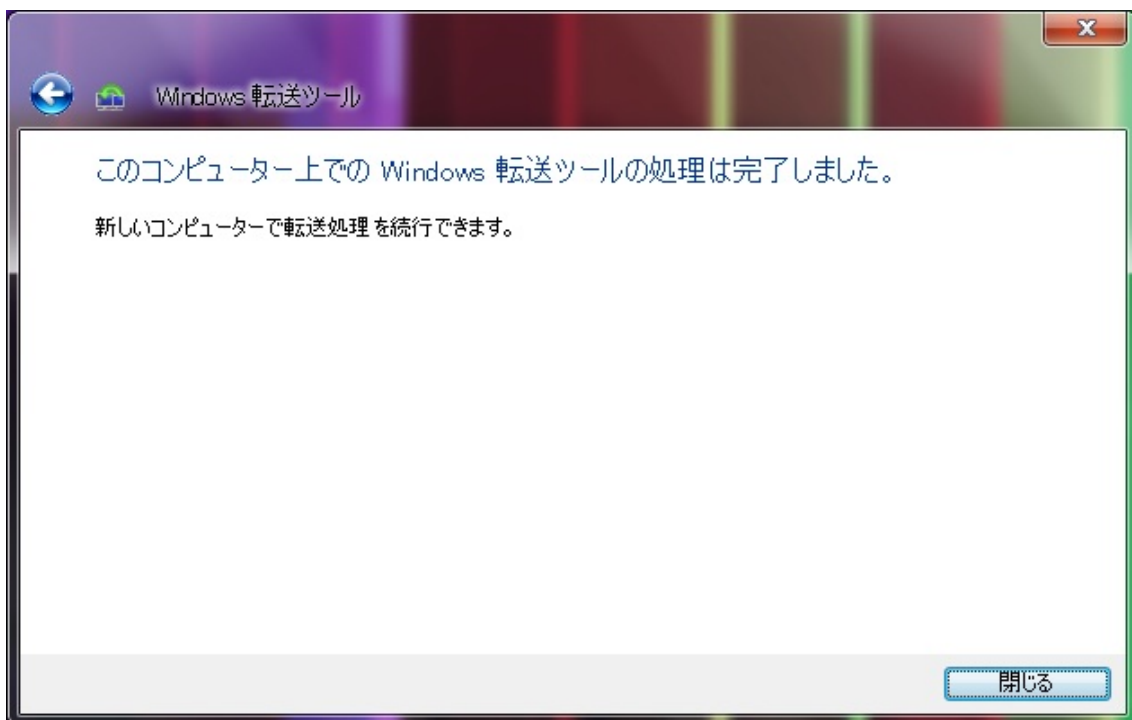 Windows 転送ツール
このコンピューター上での Windows 転送ツールの処理は完了しました。
新しいコンピューターで転送処理を続行できます。
閉じる